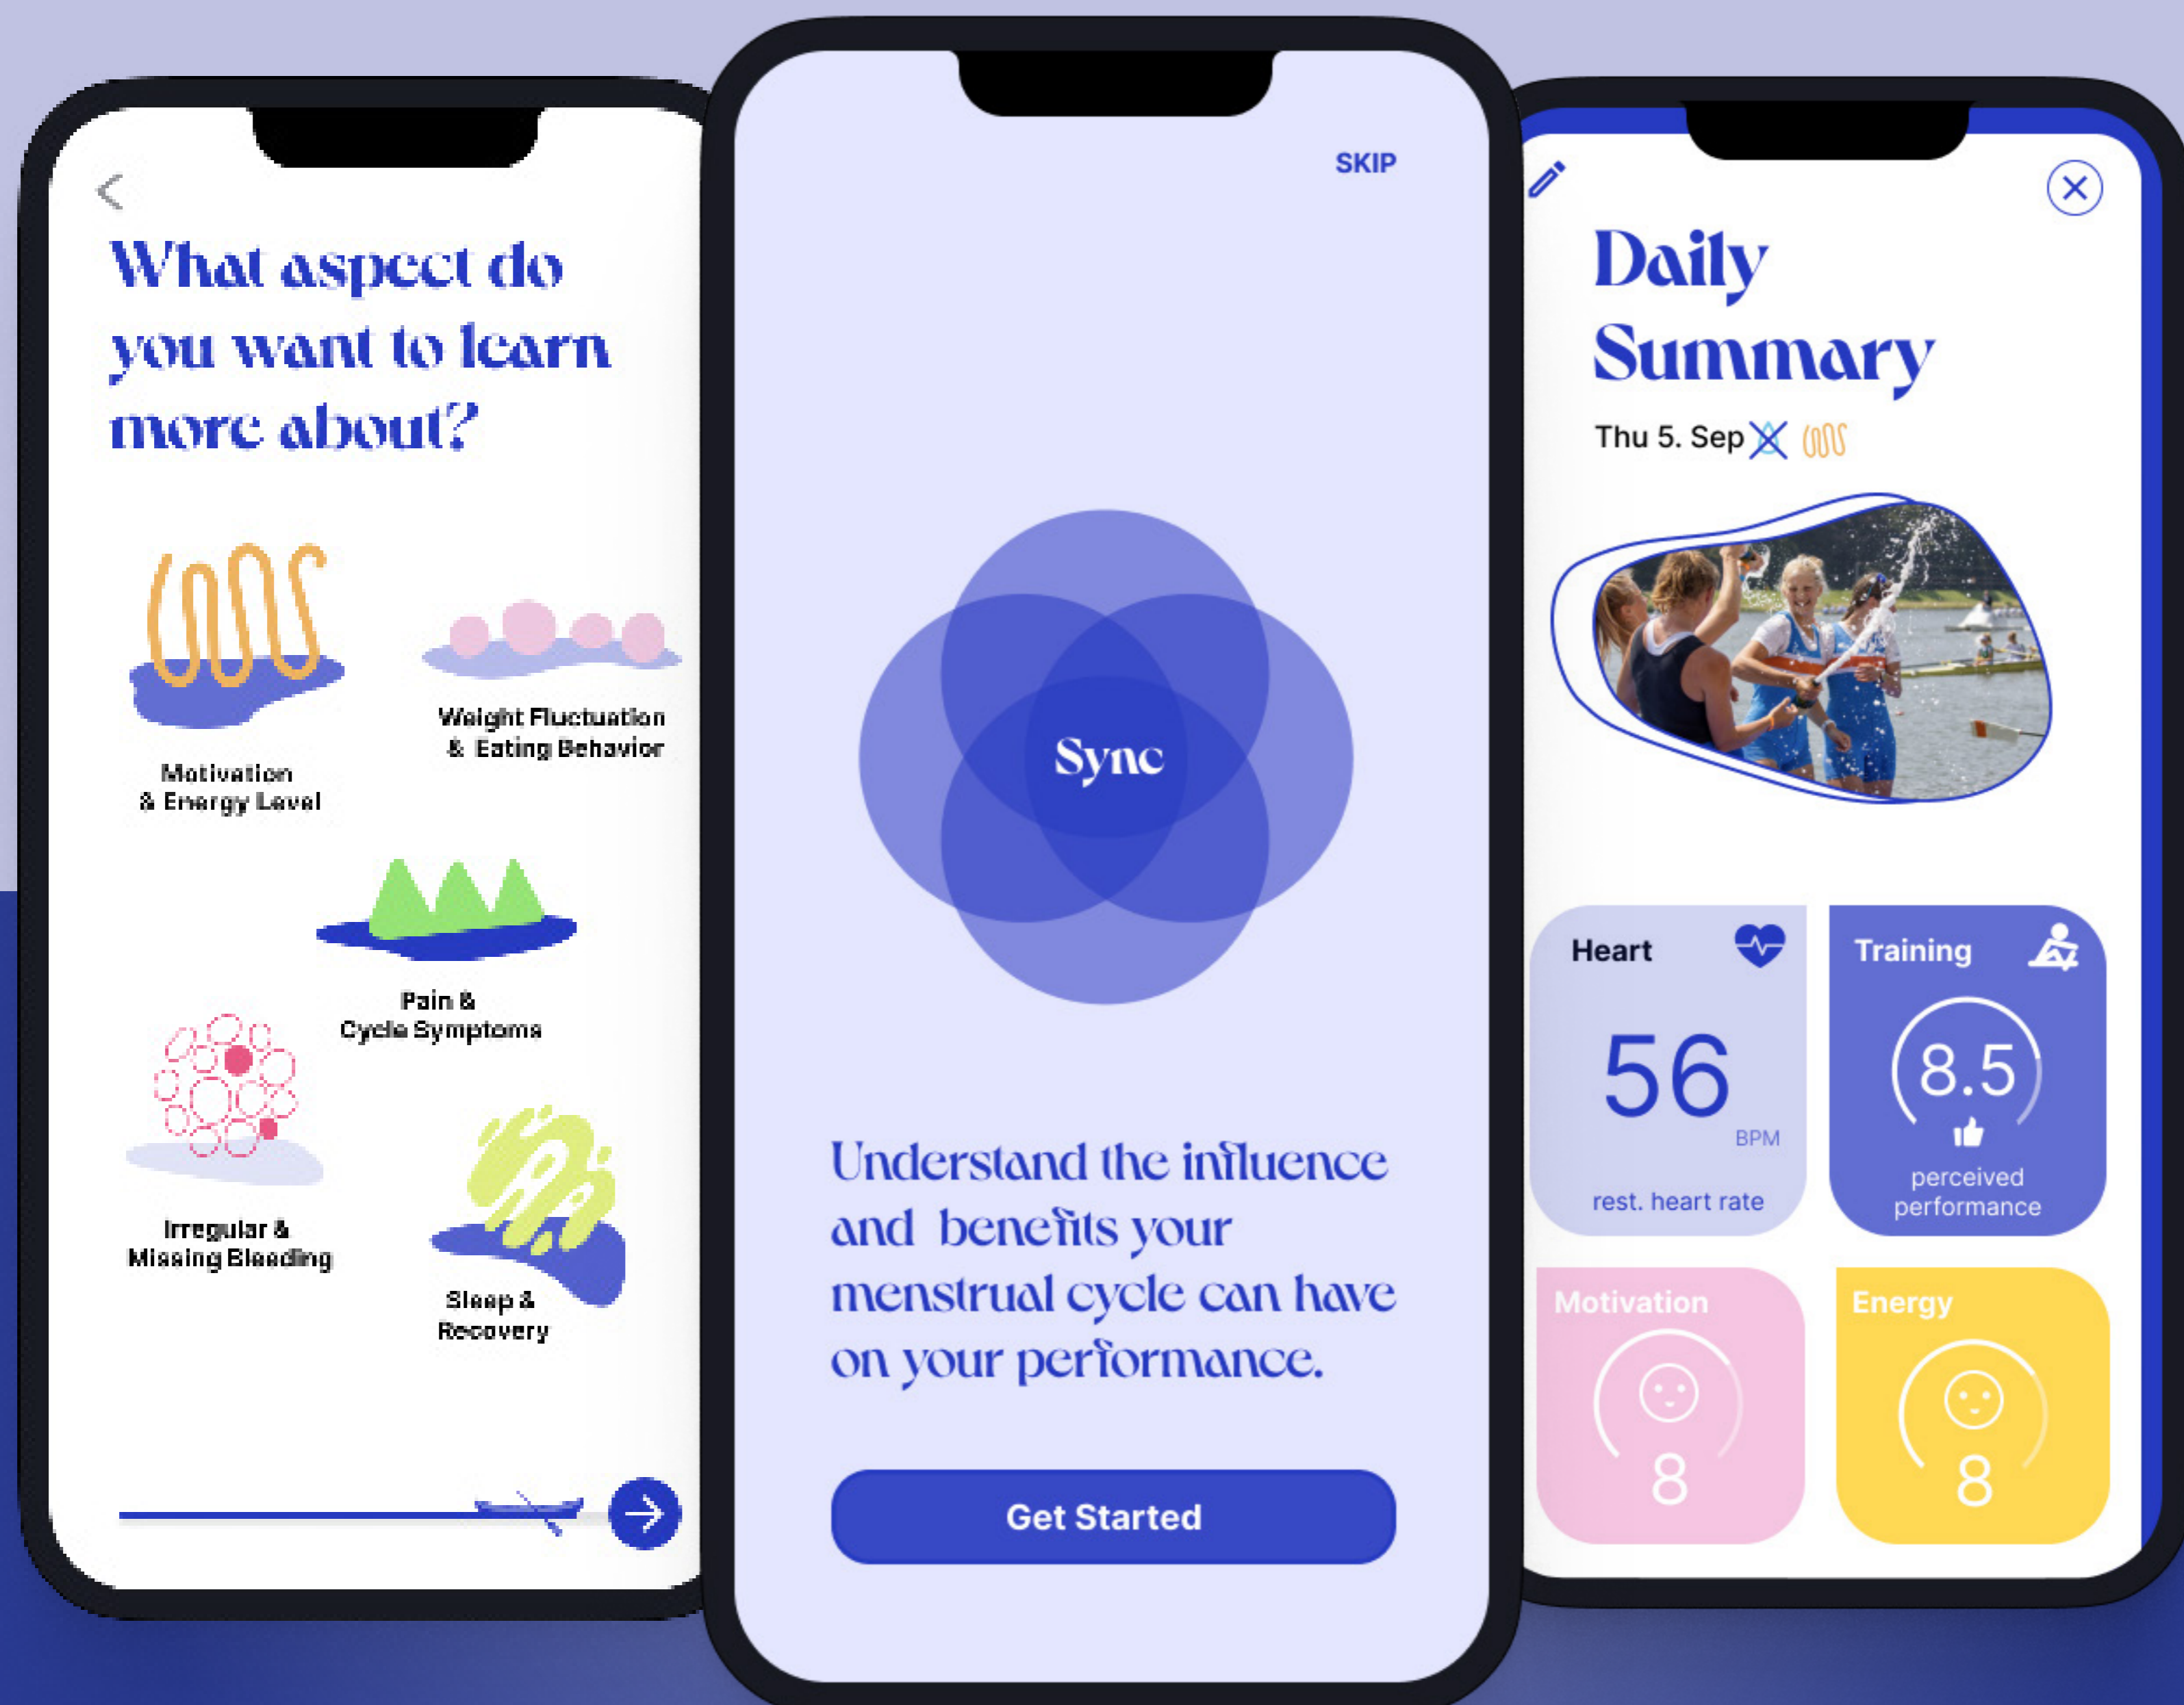 What aspect do
you want to learn
more about?
Motivation
& Energy Level
Weight Fluctuation
& Eating Behavior
Pain &
Cycle Symptoms
Irregular &
Missing Bleeding
Sleep &
Recovery
SKIP
Sync
Understand the influence
and benefits your
menstrual cycle can have
on your performance.
Get Started
Daily
Summary
Thu 5. Sep
Heart
56
BPM
rest. heart rate
Training
8.5
perceived
performance
Motivation
8
Energy
8